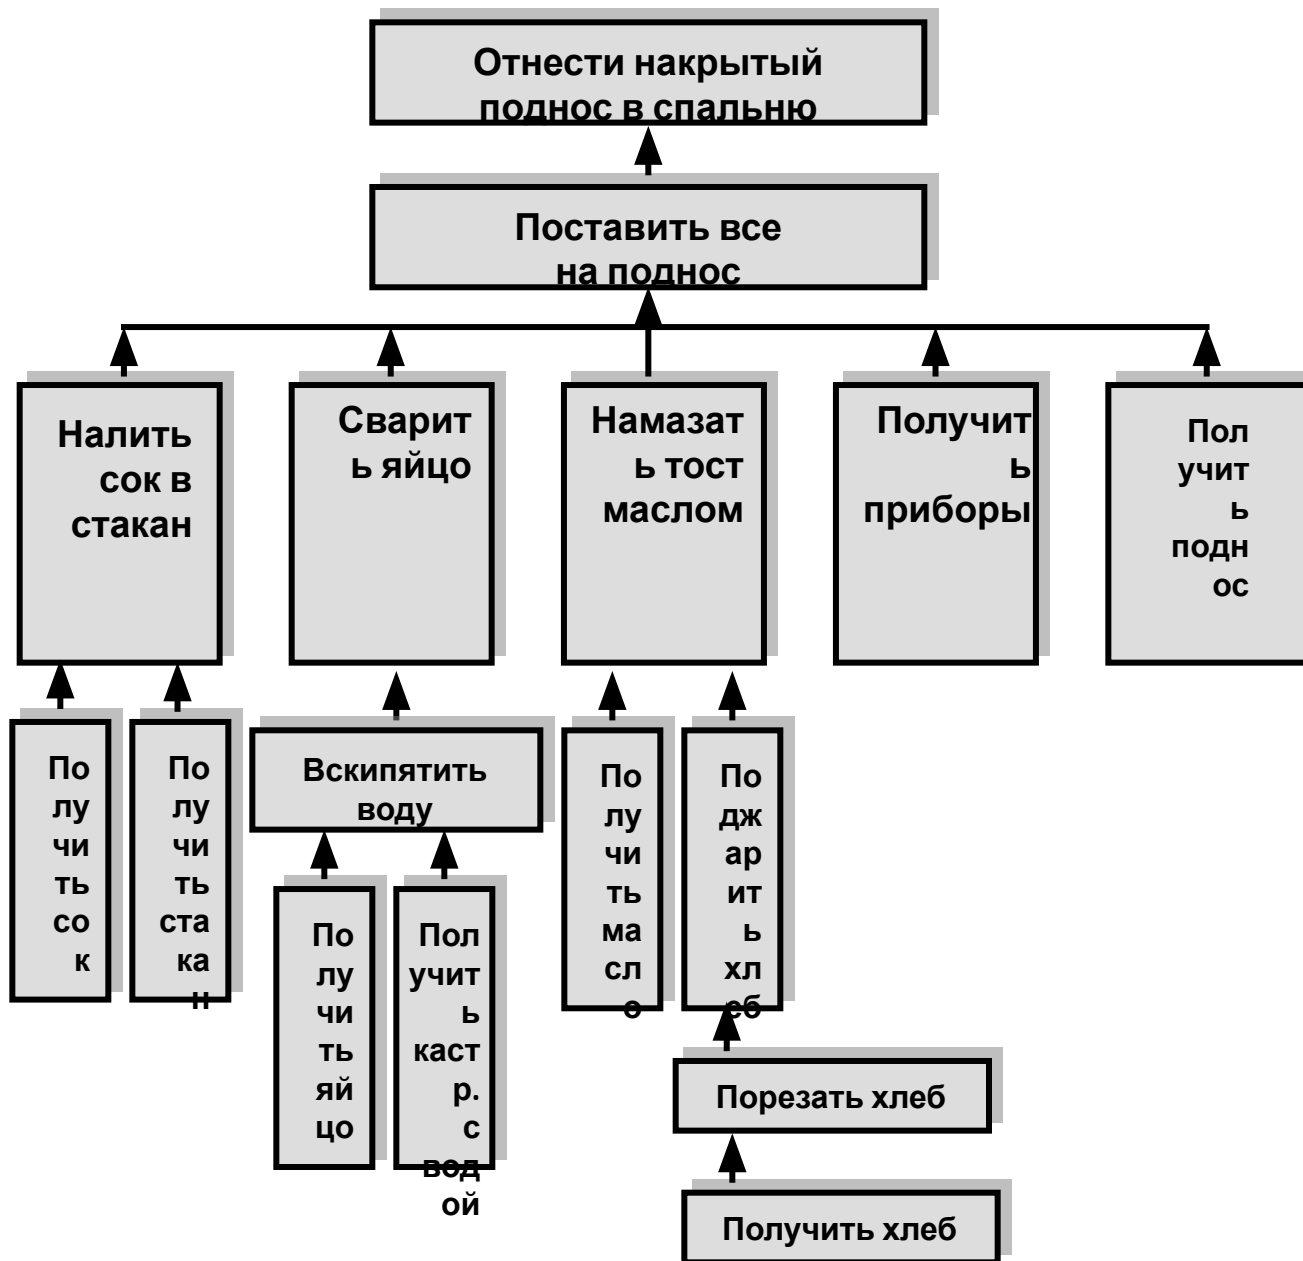 Отнести накрытый
поднос в спальню
Поставить все
на поднос
Налить
сок в
стакан
Сварит
ь яйцо
Намазат
ь тост
маслом
Получит
ь
приборы
Пол
учит
ь
подн
ос
По
лу
чи
ть
со
к
По
лу
чи
ть
ста
ка
н
Вскипятить
воду
По
лу
чи
ть
яй
цо
Пол
учит
ь
каст
р.
с
вод
ой
По
лу
чи
ть
ма
сл
о
По
дж
ар
ит
ь
хл
еб
Порезать хлеб
Получить хлеб